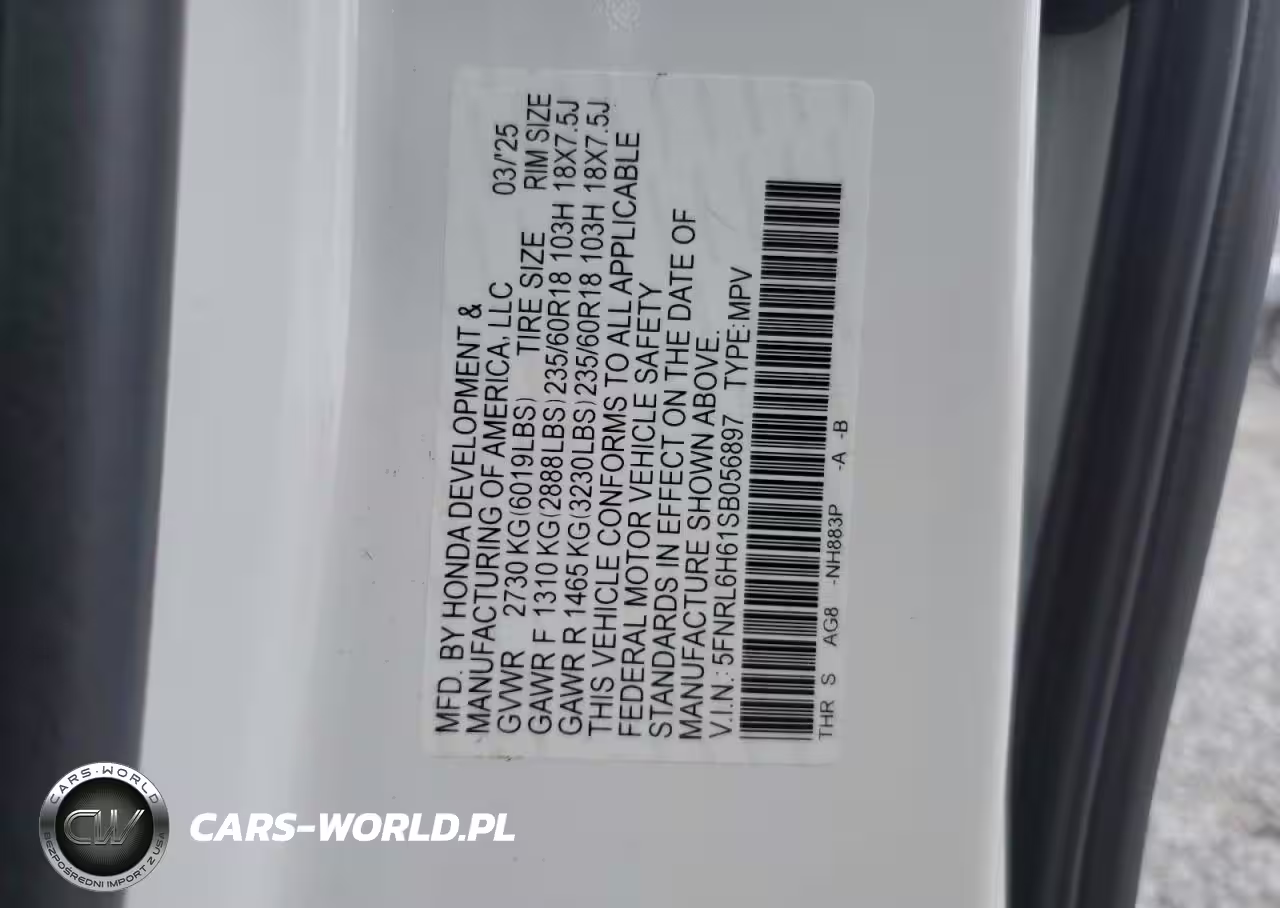 MFD. BY HONDA DEVELOPMENT &
MANUFACTURING OF AMERICA, LLC
GVWR 2730 KG(6019LBS) 03/'25
TIRE SIZE RIM SIZE
GAWR F 1310 KG(2888LBS) 235/60R18 103H 18X7.5J
GAWR R 1465 KG(3230LBS) 235/60R18 103H 18X7.5J
THIS VEHICLE CONFORMS TO ALL APPLICABLE
FEDERAL MOTOR VEHICLE SAFETY
STANDARDS IN EFFECT ON THE DATE OF
MANUFACTURE SHOWN ABOVE.
V.I.N.: 5FNRL6H61SB056897 TYPE: MPV
THR S AG8 -NH883P -A -B
CARS-WORLD
CW
BEZPOŚREDNI IMPORT Z USA
CARS-WORLD.PL